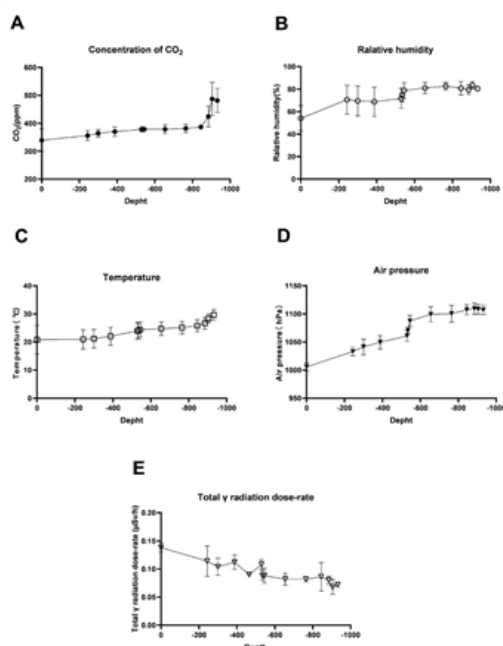 A
Concentration of CO₂
CO₂(ppm)
600
500
400
300
200
0 -200 -400 -600 -800 -1000
Depht
B
Ralative humidity
Ralative humidity(%)
100
80
60
40
20
0
0 -200 -400 -600 -800 -1000
Depht
C
Temperature
Temperature (℃)
40
30
20
10
0
0 -200 -400 -600 -800 -1000
Depht
D
Air pressure
Air pressure (hPa)
1150
1100
1050
1000
950
0 -200 -400 -600 -800 -1000
Depht
E
Total γ radiation dose-rate
Total γ radiation dose-rate (μSv/h)
0.20
0.15
0.10
0.05
0.00
0 -200 -400 -600 -800 -1000